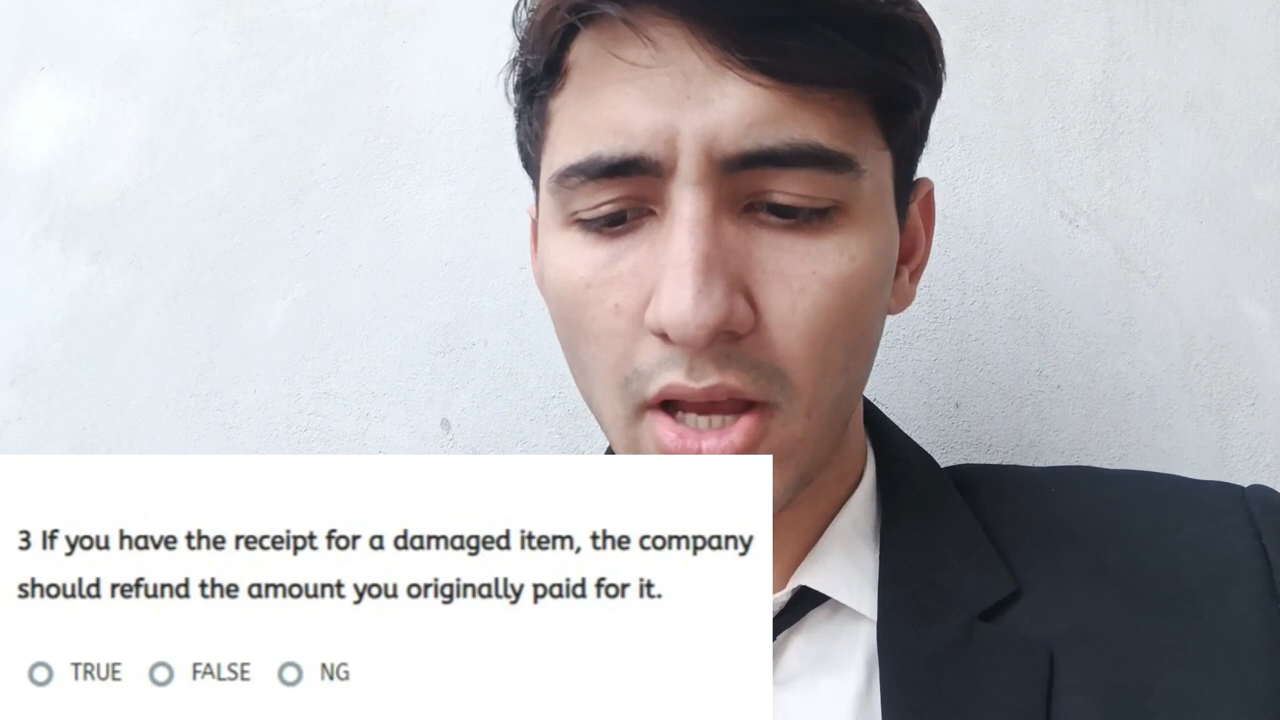 3 If you have the receipt for a damaged item, the company
should refund the amount you originally paid for it.
TRUE FALSE NG